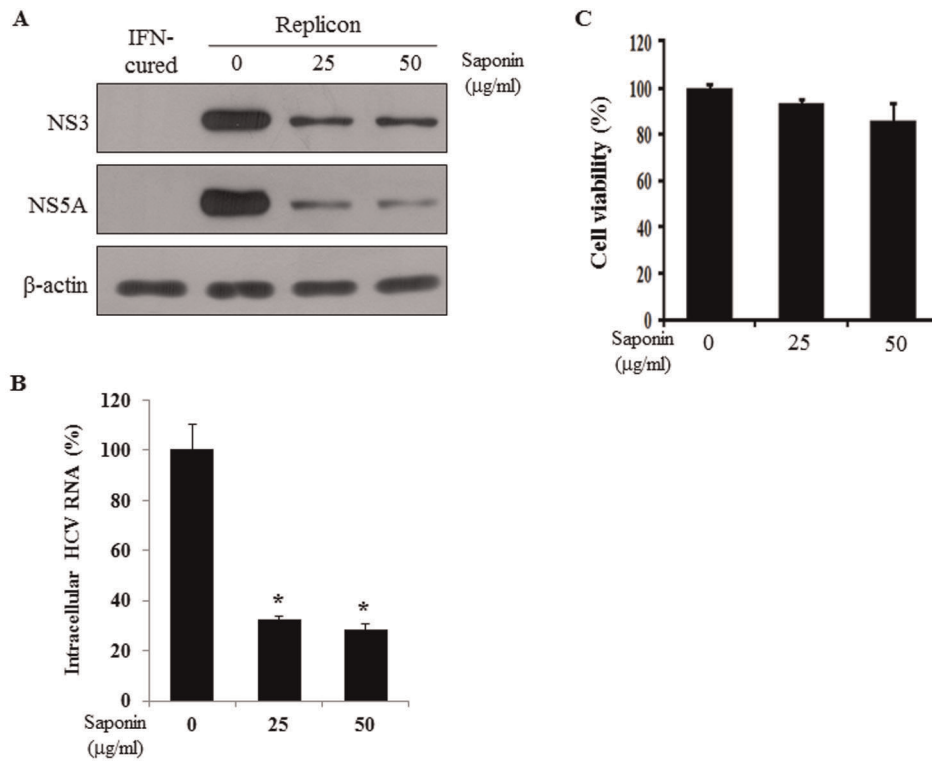 A
IFN-
cured
Replicon
0 25 50
Saponin
(μg/ml)
NS3
NS5A
β-actin
B
Intracellular HCV RNA (%)
120
100
80
60
40
20
0
* *
Saponin
(μg/ml)
0 25 50
C
Cell viability (%)
100
80
60
40
20
0
120
Saponin
(μg/ml)
0 25 50